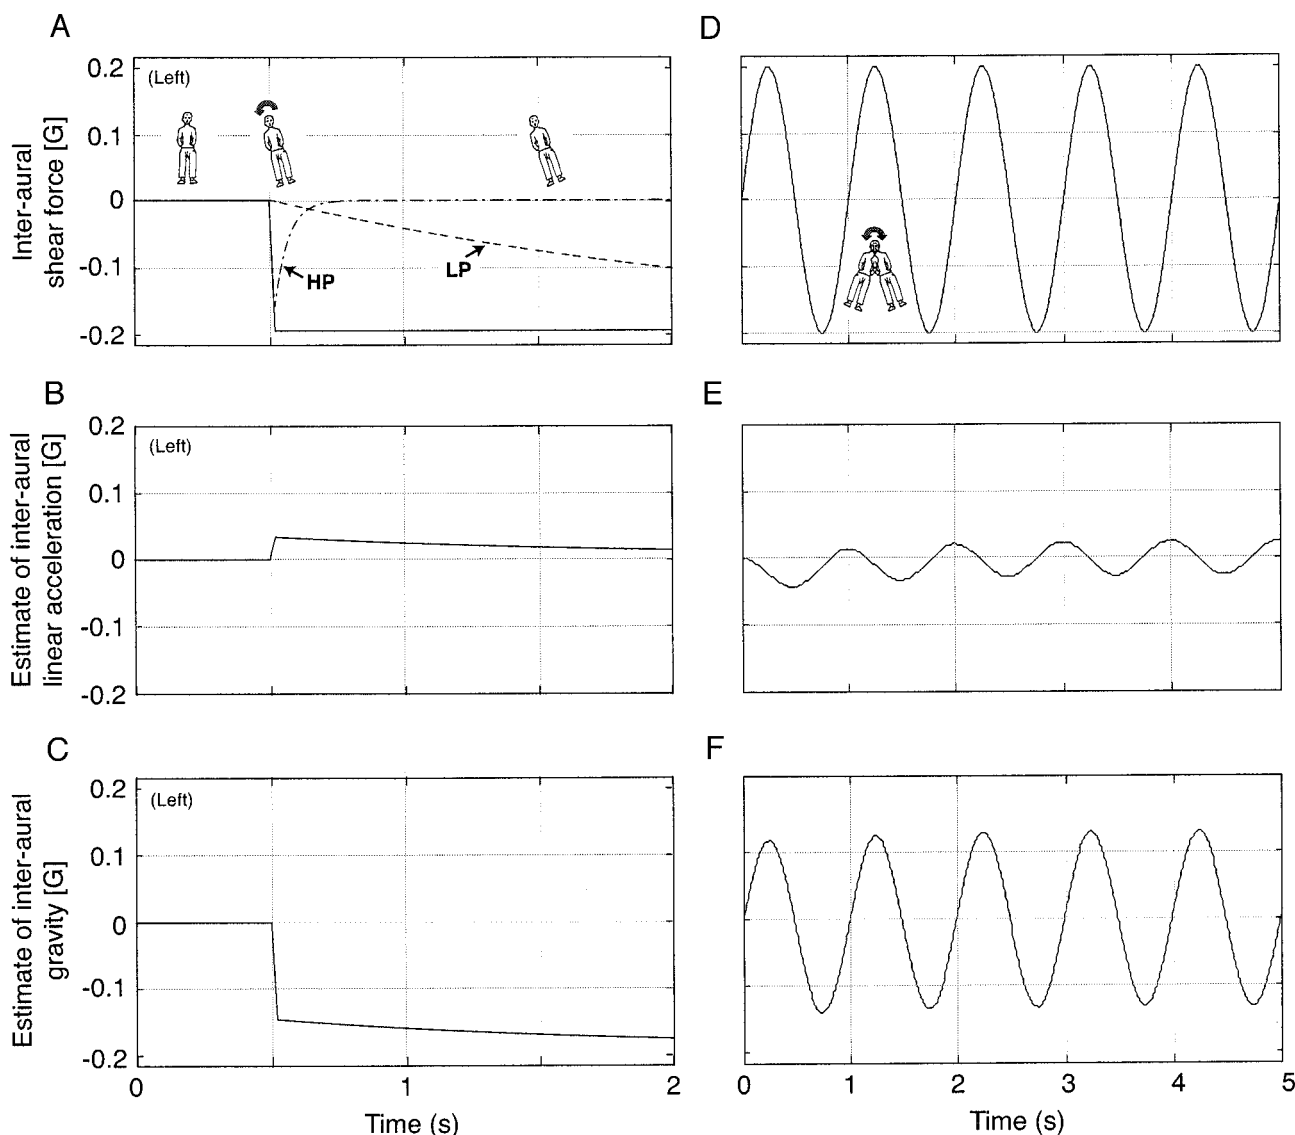 A
Inter-aural
shear force [G]
0.2
0.1
0
-0.1
-0.2
(Left)
HP
LP
D
B
Estimate of inter-aural
linear acceleration [G]
0.2
0.1
0
-0.1
-0.2
(Left)
E
C
Estimate of inter-aural
gravity [G]
0.2
0.1
0
-0.1
-0.2
(Left)
0 1 2
Time (s)
F
0 1 2 3 4 5
Time (s)